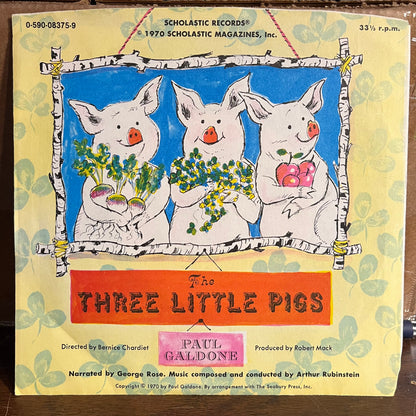 0-590-08375-9
SCHOLASTIC RECORDS®
© 1970 SCHOLASTIC MAGAZINES, Inc.
33⅓ r.p.m.
The
THREE LITTLE PIGS
PAUL
GALDONE
Directed by Bernice Chardiet
Produced by Robert Mack
Narrated by George Rose. Music composed and conducted by Arthur Rubinstein
Copyright © 1970 by Paul Galdone. By arrangement with The Seabury Press, Inc.